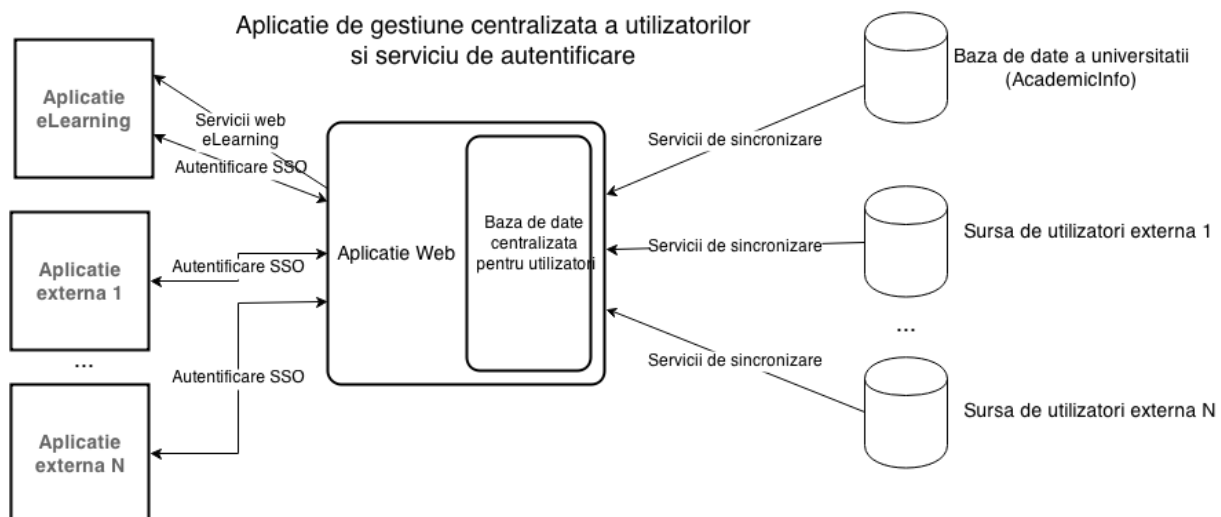 Aplicatie de gestiune centralizata a utilizatorilor
si serviciu de autentificare
Aplicatie
eLearning
Servicii web
eLearning
Autentificare SSO
Aplicatie
externa 1
Autentificare SSO
...
Aplicatie
externa N
Autentificare SSO
Aplicatie Web
Baza de date
centralizata
pentru utilizatori
Servicii de sincronizare
Servicii de sincronizare
Servicii de sincronizare
Baza de date a universitatii
(AcademicInfo)
Sursa de utilizatori externa 1
...
Sursa de utilizatori externa N